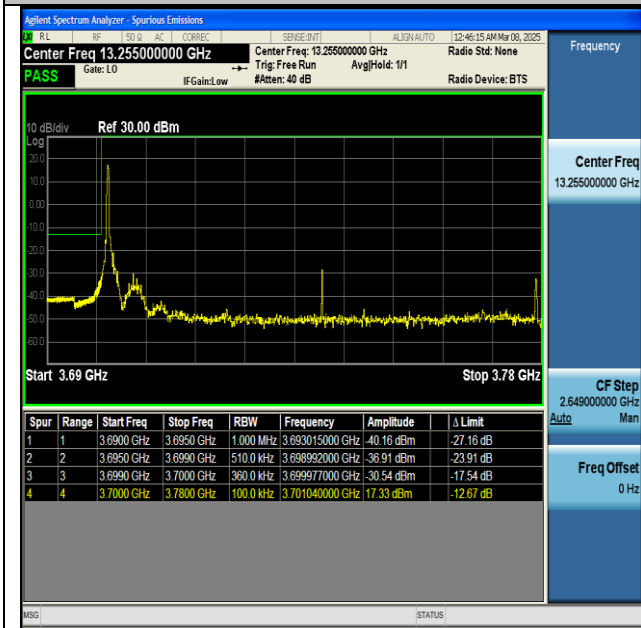 Agilent Spectrum Analyzer - Spurious Emissions
RL RF 50 Ω AC CORREC SENSE:INT ALIGN AUTO 12:46:15 AM Mar 08, 2025
Center Freq 13.255000000 GHz Center Freq: 13.255000000 GHz Radio Std: None
PASS Gate: LO Trig: Free Run Avg|Hold: 1/1
IFGain:Low #Atten: 40 dB Radio Device: BTS
Frequency
10 dB/div Ref 30.00 dBm
Log
20.0
10.0
0.00
-10.0
-20.0
-30.0
-40.0
-50.0
-60.0
Start 3.69 GHz Stop 3.78 GHz
Spur Range Start Freq Stop Freq RBW Frequency Amplitude Δ Limit
1 1 3.6900 GHz 3.6950 GHz 1.000 MHz 3.693015000 GHz -40.16 dBm -27.16 dB
2 2 3.6950 GHz 3.6990 GHz 510.0 kHz 3.698992000 GHz -36.91 dBm -23.91 dB
3 3 3.6990 GHz 3.7000 GHz 360.0 kHz 3.699977000 GHz -30.54 dBm -17.54 dB
4 4 3.7000 GHz 3.7800 GHz 100.0 kHz 3.701040000 GHz 17.33 dBm -12.67 dB
Center Freq
13.255000000 GHz
CF Step
2.649000000 GHz
Auto Man
Freq Offset
0 Hz
MSG STATUS